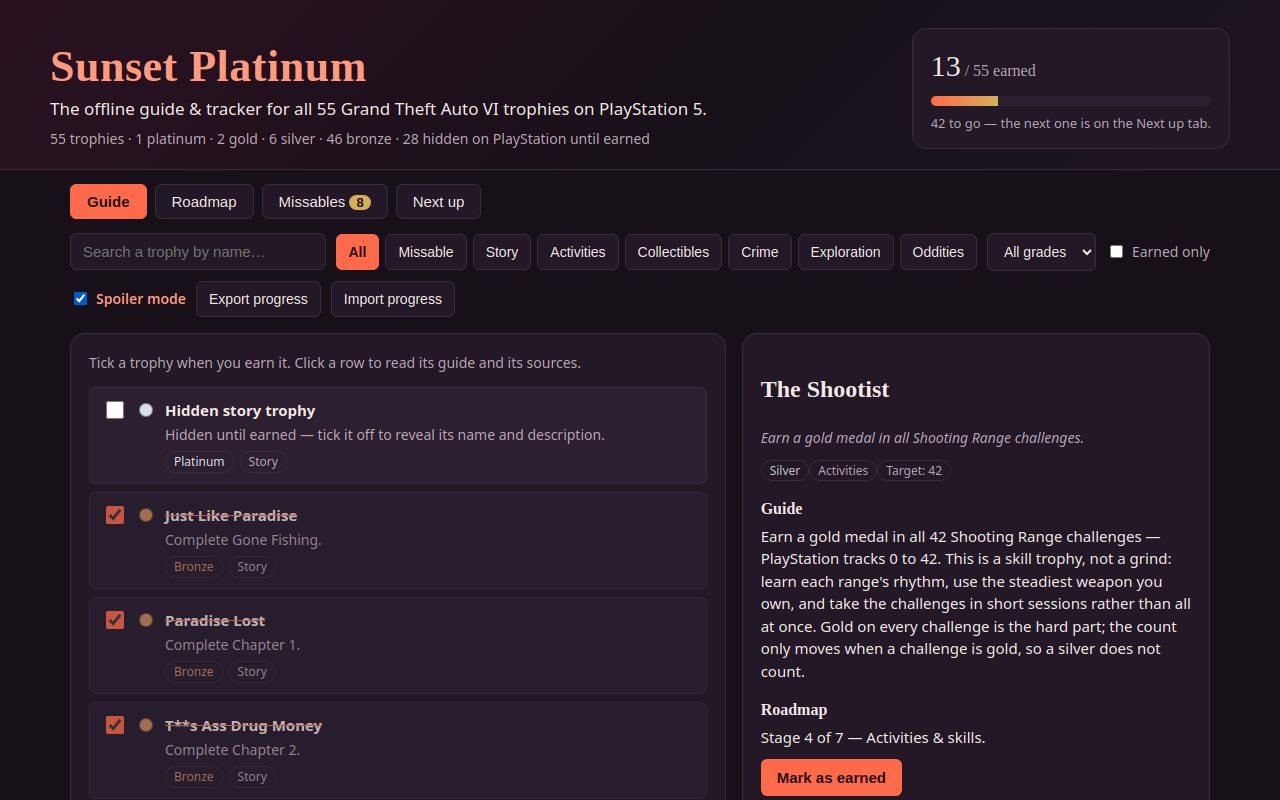 Sunset Platinum
The offline guide & tracker for all 55 Grand Theft Auto VI trophies on PlayStation 5.
55 trophies · 1 platinum · 2 gold · 6 silver · 46 bronze · 28 hidden on PlayStation until earned
13 / 55 earned
42 to go — the next one is on the Next up tab.
Guide
Roadmap
Missables 8
Next up
Search a trophy by name…
All
Missable
Story
Activities
Collectibles
Crime
Exploration
Oddities
All grades
Earned only
Spoiler mode
Export progress
Import progress
Tick a trophy when you earn it. Click a row to read its guide and its sources.
Hidden story trophy
Hidden until earned — tick it off to reveal its name and description.
Platinum
Story
Just Like Paradise
Complete Gone Fishing.
Bronze
Story
Paradise Lost
Complete Chapter 1.
Bronze
Story
T**s Ass Drug Money
Complete Chapter 2.
Bronze
Story
The Shootist
Earn a gold medal in all Shooting Range challenges.
Silver
Activities
Target: 42
Guide
Earn a gold medal in all 42 Shooting Range challenges —
PlayStation tracks 0 to 42. This is a skill trophy, not a grind:
learn each range's rhythm, use the steadiest weapon you
own, and take the challenges in short sessions rather than all
at once. Gold on every challenge is the hard part; the count
only moves when a challenge is gold, so a silver does not
count.
Roadmap
Stage 4 of 7 — Activities & skills.
Mark as earned